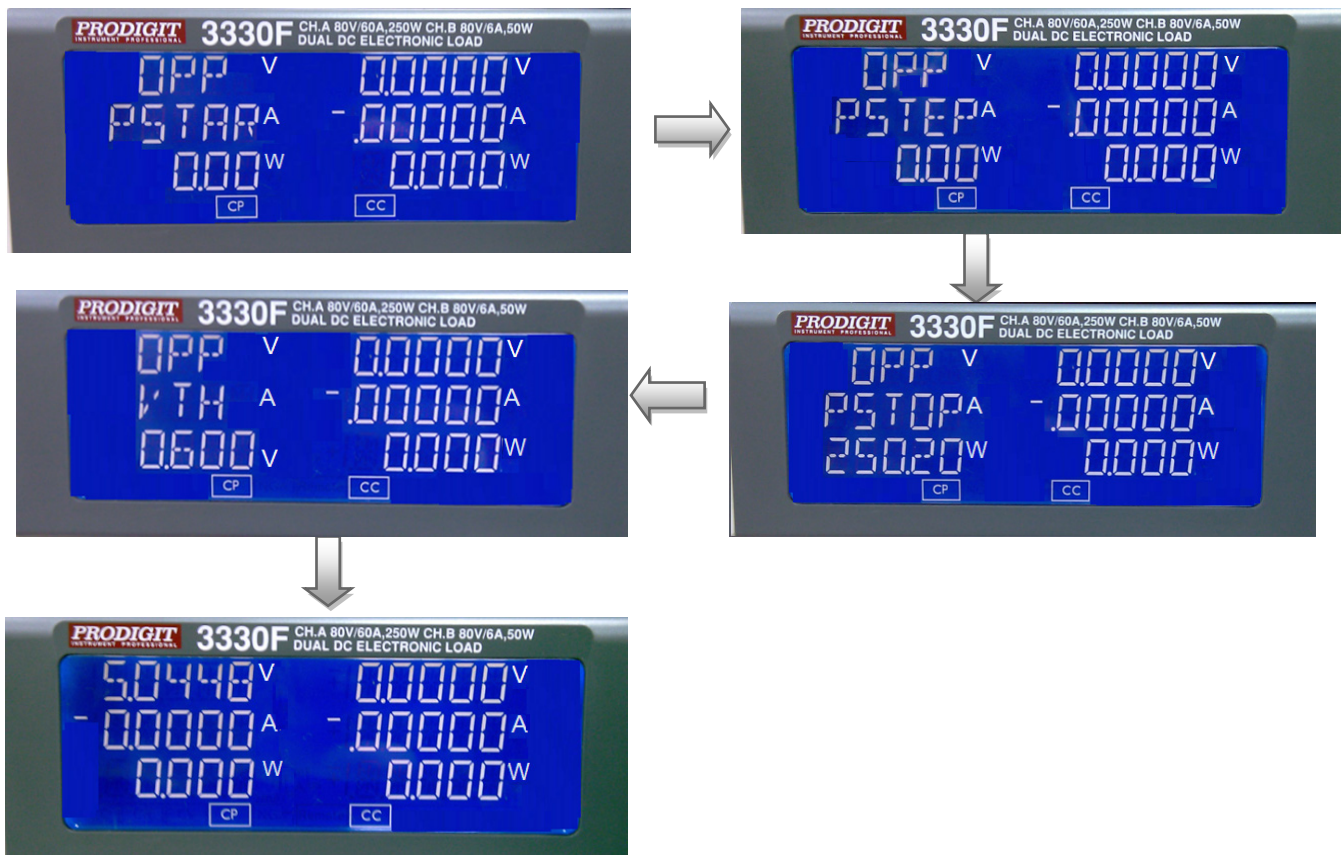 PRODIGIT 3330F CH.A 80V/60A,250W CH.B 80V/6A,50W
INSTRUMENT PROFESSIONAL DUAL DC ELECTRONIC LOAD
OPP V 0.0000 V
PSTAR A -.00000 A
0.00 W 0.000 W
CP CC
PRODIGIT 3330F CH.A 80V/60A,250W CH.B 80V/6A,50W
INSTRUMENT PROFESSIONAL DUAL DC ELECTRONIC LOAD
OPP V 0.0000 V
PSTEP A -.00000 A
0.00 W 0.000 W
CP CC
PRODIGIT 3330F CH.A 80V/60A,250W CH.B 80V/6A,50W
INSTRUMENT PROFESSIONAL DUAL DC ELECTRONIC LOAD
OPP V 0.0000 V
PSTOP A -.00000 A
250.20 W 0.000 W
CP CC
PRODIGIT 3330F CH.A 80V/60A,250W CH.B 80V/6A,50W
INSTRUMENT PROFESSIONAL DUAL DC ELECTRONIC LOAD
OPP V 0.0000 V
VTH A -.00000 A
0.600 V 0.000 W
CP CC
PRODIGIT 3330F CH.A 80V/60A,250W CH.B 80V/6A,50W
INSTRUMENT PROFESSIONAL DUAL DC ELECTRONIC LOAD
5.0448 V 0.0000 V
-0.0000 A -.00000 A
0.000 W 0.000 W
CP CC